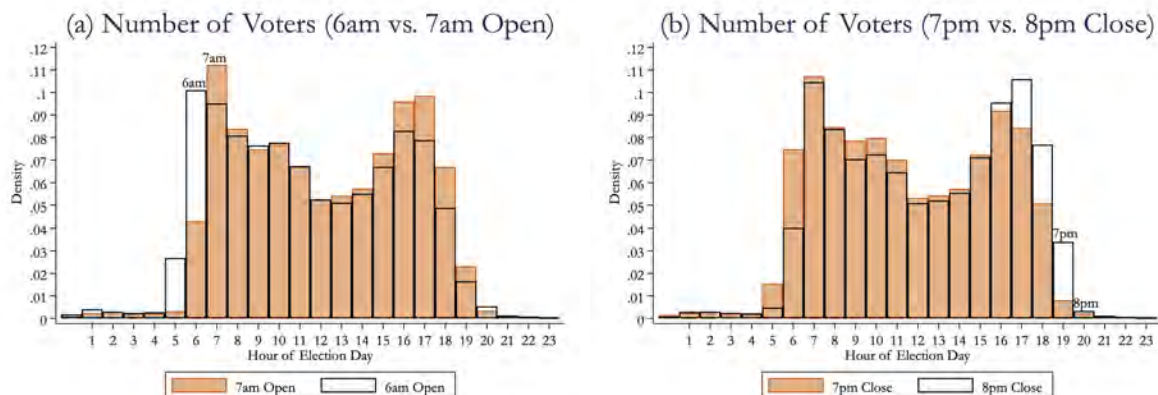 (a) Number of Voters (6am vs. 7am Open)
.12
.11
.1
.09
.08
.07
.06
.05
.04
.03
.02
.01
0
Density
6am
7am
1 2 3 4 5 6 7 8 9 10 11 12 13 14 15 16 17 18 19 20 21 22 23
Hour of Election Day
7am Open 6am Open
(b) Number of Voters (7pm vs. 8pm Close)
.12
.11
.1
.09
.08
.07
.06
.05
.04
.03
.02
.01
0
Density
7pm
8pm
1 2 3 4 5 6 7 8 9 10 11 12 13 14 15 16 17 18 19 20 21 22 23
Hour of Election Day
7pm Close 8pm Close